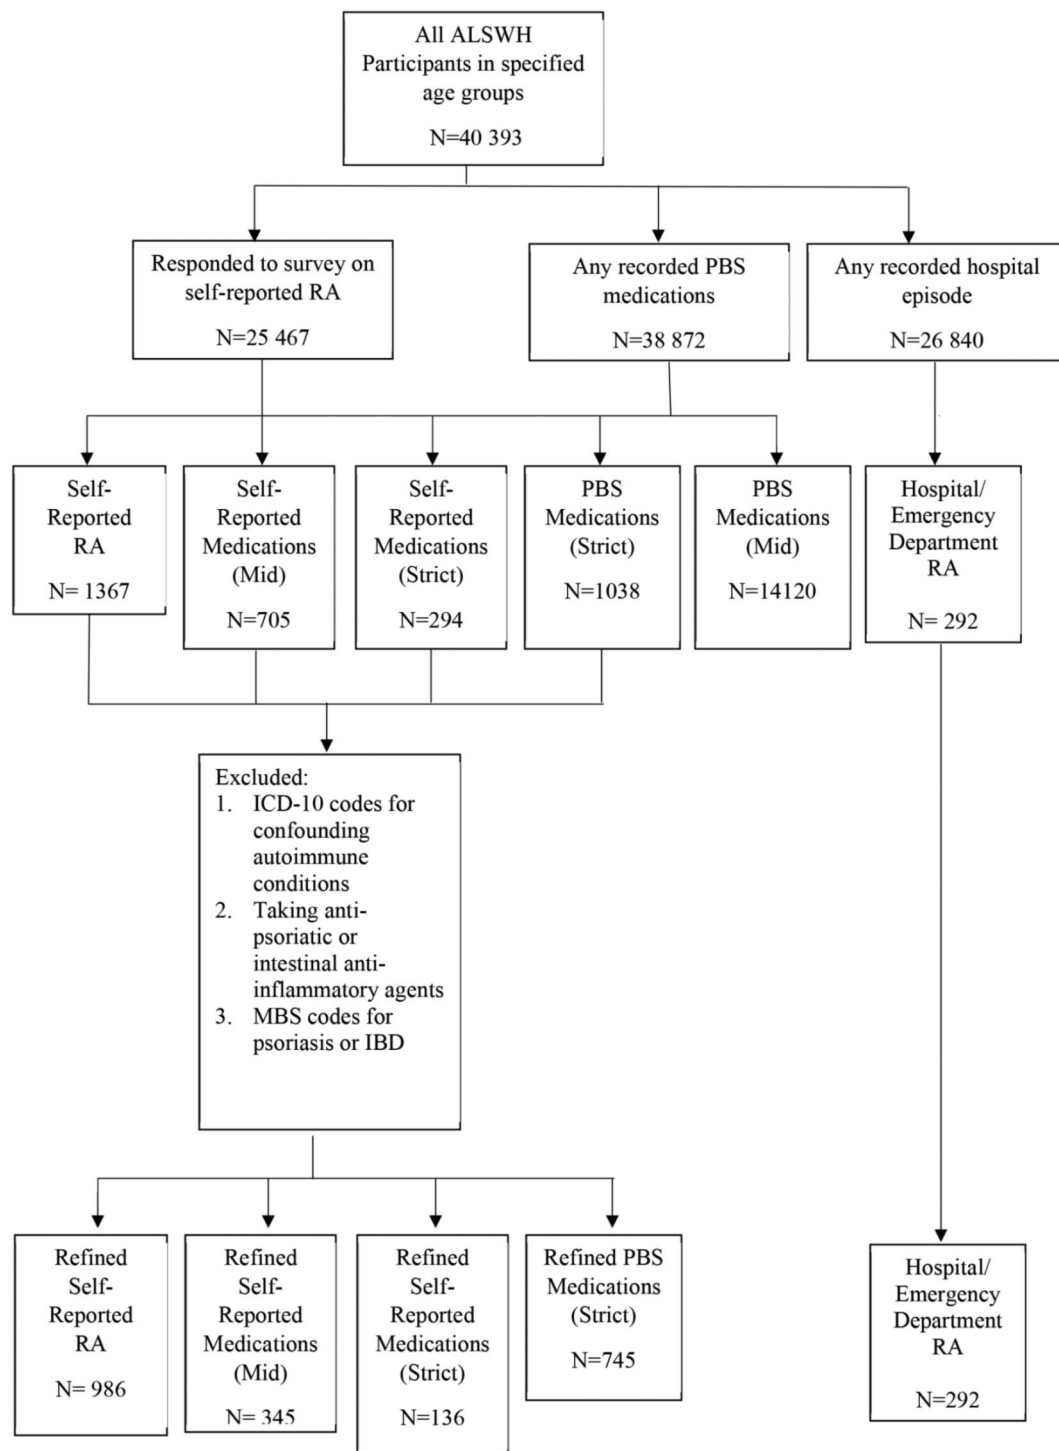 All ALSWH
Participants in specified
age groups
N=40 393
Responded to survey on
self-reported RA
N=25 467
Any recorded PBS
medications
N=38 872
Any recorded hospital
episode
N=26 840
Self-
Reported
RA
N= 1367
Self-
Reported
Medications
(Mid)
N=705
Self-
Reported
Medications
(Strict)
N=294
PBS
Medications
(Strict)
N=1038
PBS
Medications
(Mid)
N=14120
Hospital/
Emergency
Department
RA
N= 292
Excluded:
1. ICD-10 codes for
confounding
autoimmune
conditions
2. Taking anti-
psoriatic or
intestinal anti-
inflammatory agents
3. MBS codes for
psoriasis or IBD
Refined
Self-
Reported
RA
N= 986
Refined
Self-
Reported
Medications
(Mid)
N= 345
Refined
Self-
Reported
Medications
(Strict)
N=136
Refined PBS
Medications
(Strict)
N=745
Hospital/
Emergency
Department
RA
N=292